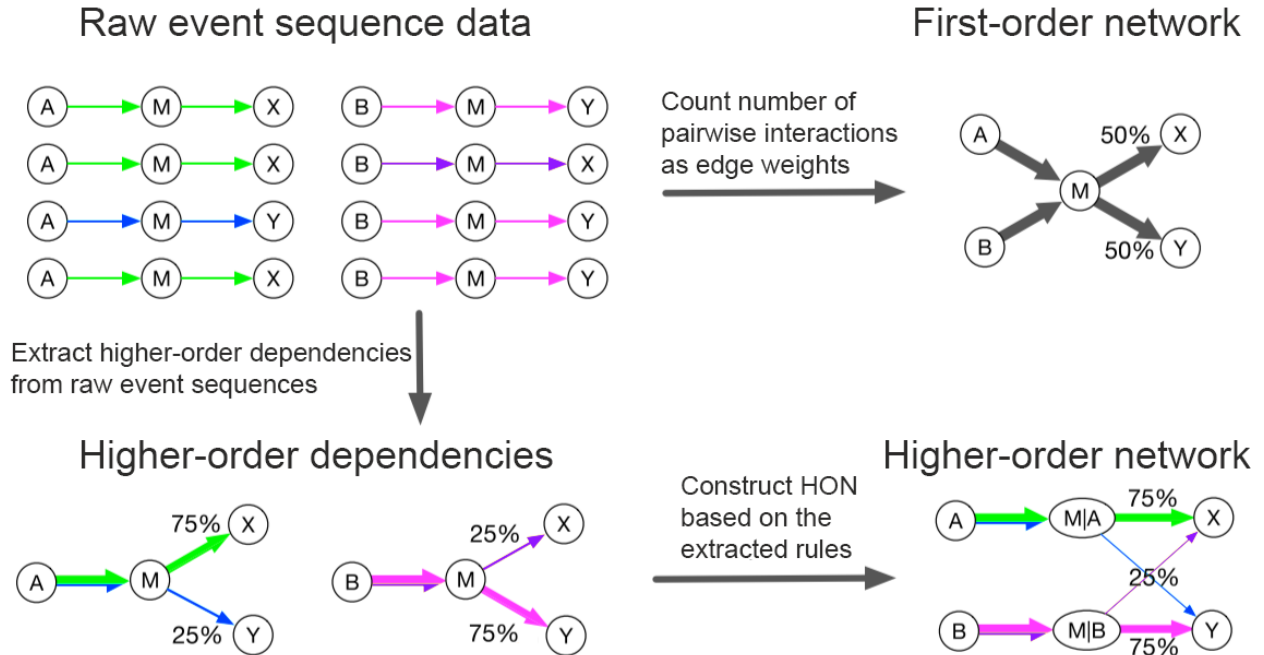 Raw event sequence data
First-order network
A M X B M Y
A M X B M X
A M Y B M Y
A M X B M Y
Count number of
pairwise interactions
as edge weights
A 50% X
M
B 50% Y
Extract higher-order dependencies
from raw event sequences
Higher-order dependencies
Higher-order network
75% X
A M
25% Y
25% X
B M
75% Y
Construct HON
based on the
extracted rules
75%
A M|A X
25%
B M|B Y
75%